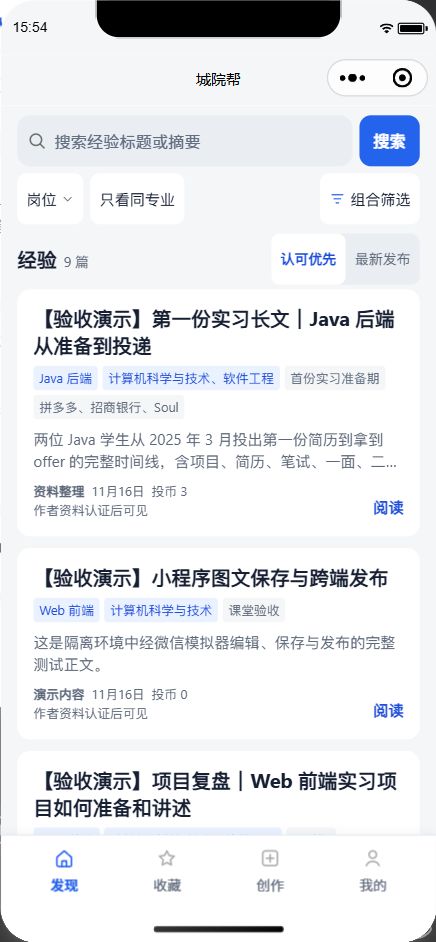 15:54
城院帮
搜索经验标题或摘要
搜索
岗位
只看同专业
组合筛选
经验 9 篇
认可优先
最新发布
【验收演示】第一份实习长文｜Java 后端
从准备到投递
Java 后端
计算机科学与技术、软件工程
首份实习准备期
拼多多、招商银行、Soul
两位 Java 学生从 2025 年 3 月投出第一份简历到拿到
offer 的完整时间线，含项目、简历、笔试、一面、二...
资料整理 11月16日 投币 3
作者资料认证后可见
阅读
【验收演示】小程序图文保存与跨端发布
Web 前端
计算机科学与技术
课堂验收
这是隔离环境中经微信模拟器编辑、保存与发布的完整
测试正文。
演示内容 11月16日 投币 0
作者资料认证后可见
阅读
【验收演示】项目复盘｜Web 前端实习项
目如何准备和讲述
发现
收藏
创作
我的